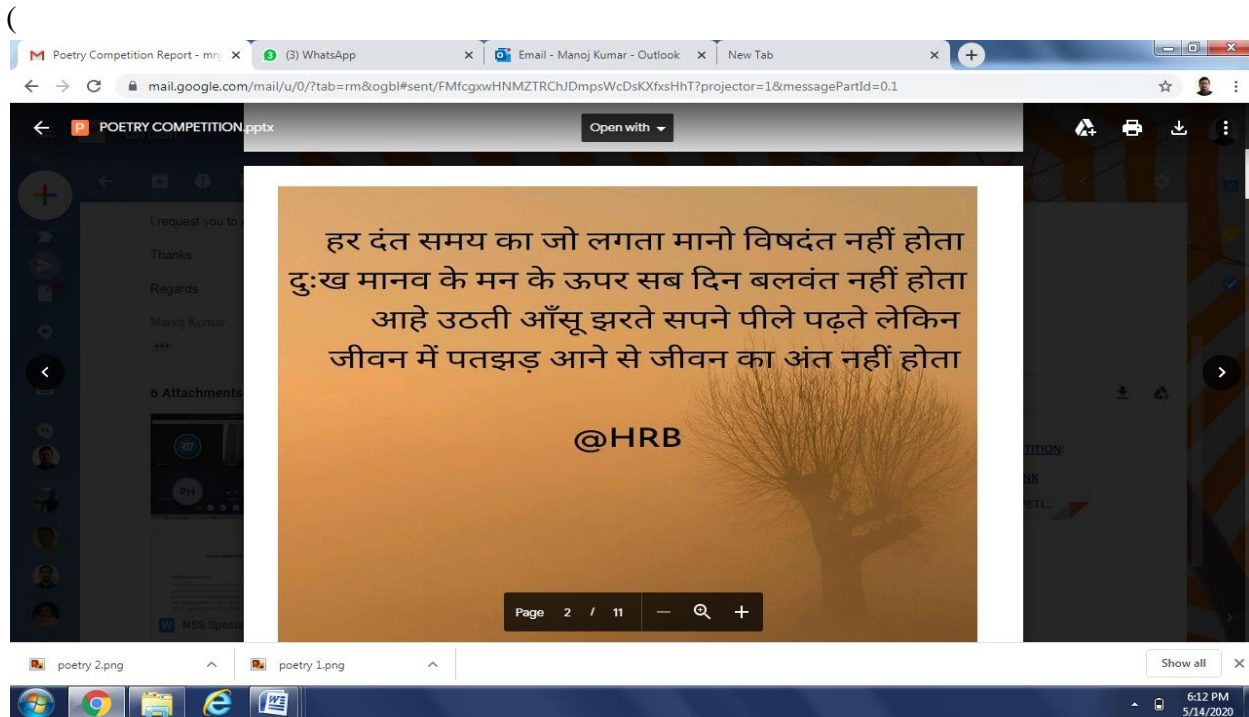 (
Poetry Competition Report - mnj
(3) WhatsApp
Email - Manoj Kumar - Outlook
New Tab
mail.google.com/mail/u/0/?tab=rm&ogbl#sent/FMfcgxwHNMZTRChJDmpsWcDsKXfxsHhT?projector=1&messagePartId=0.1
POETRY COMPETITION.pptx
Open with
I request you to
Thanks
Regards
Manoj Kumar
6 Attachments
हर दंत समय का जो लगता मानो विषदंत नहीं होता
दुःख मानव के मन के ऊपर सब दिन बलवंत नहीं होता
आहे उठती आँसू झरते सपने पीले पढ़ते लेकिन
जीवन में पतझड़ आने से जीवन का अंत नहीं होता
@HRB
PH
NSS Specia
Page 2 / 11
poetry 2.png
poetry 1.png
Show all
6:12 PM
5/14/2020